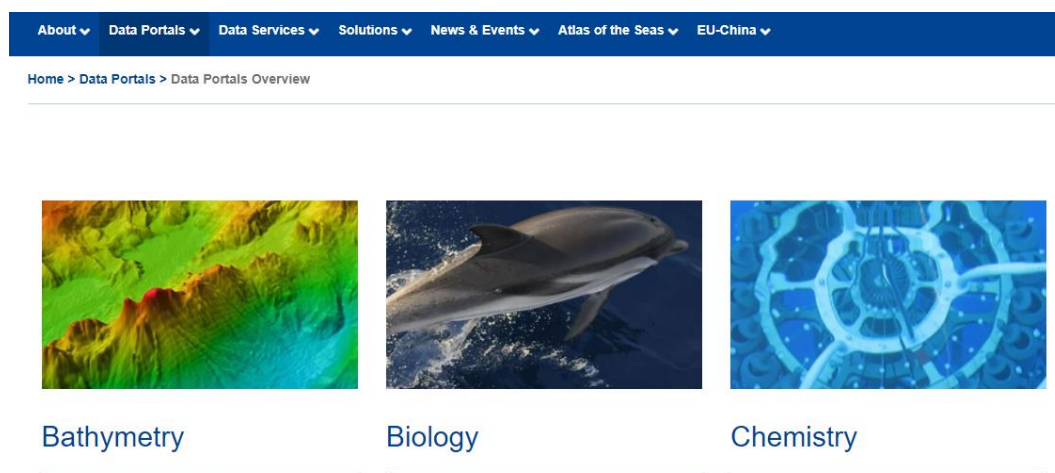 About Data Portals Data Services Solutions News & Events Atlas of the Seas EU-China
Home > Data Portals > Data Portals Overview
Bathymetry Biology Chemistry